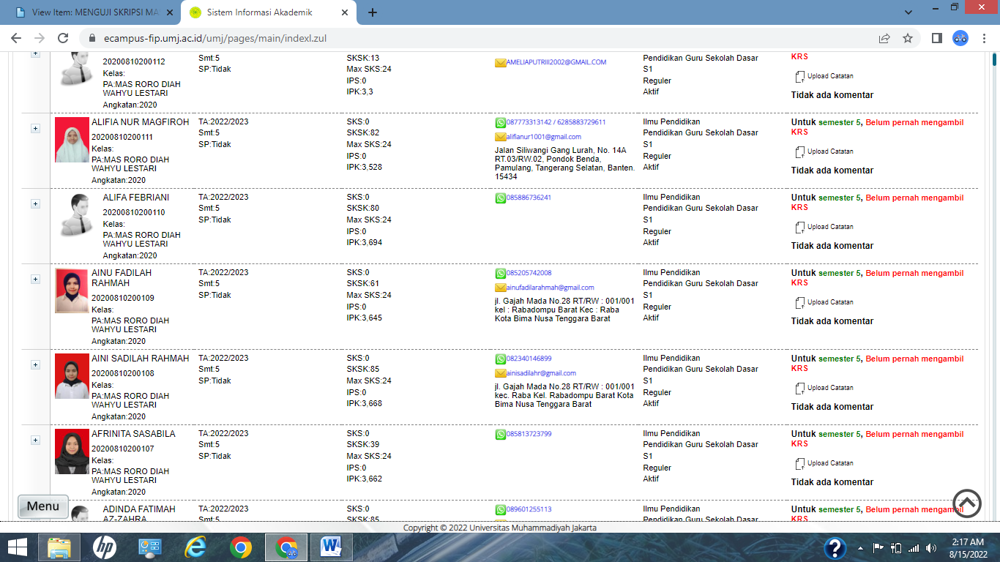 View Item: MENGUJI SKRIPSI MA
Sistem Informasi Akademik
ecampus-fip.umj.ac.id/umj/pages/main/indexl.zul
20200810200112
Kelas:
PA:MAS RORO DIAH
WAHYU LESTARI
Angkatan:2020
Smt:5
SP:Tidak
SKSK:13
Max SKS:24
IPS:0
IPK:3,3
AMELIAPUTRIII2002@GMAIL.COM
Pendidikan Guru Sekolah Dasar
S1
Reguler
Aktif
KRS
Upload Catatan
Tidak ada komentar
ALIFIA NUR MAGFIROH
20200810200111
Kelas:
PA:MAS RORO DIAH
WAHYU LESTARI
Angkatan:2020
TA:2022/2023
Smt:5
SP:Tidak
SKS:0
SKSK:82
Max SKS:24
IPS:0
IPK:3,528
087773313142 / 6285883729611
alifianur1001@gmail.com
Jalan Siliwangi Gang Lurah, No. 14A
RT.03/RW.02, Pondok Benda,
Pamulang, Tangerang Selatan, Banten.
15434
Ilmu Pendidikan
Pendidikan Guru Sekolah Dasar
S1
Reguler
Aktif
Untuk semester 5, Belum pernah mengambil
KRS
Upload Catatan
Tidak ada komentar
ALIFA FEBRIANI
20200810200110
Kelas:
PA:MAS RORO DIAH
WAHYU LESTARI
Angkatan:2020
TA:2022/2023
Smt:5
SP:Tidak
SKS:0
SKSK:80
Max SKS:24
IPS:0
IPK:3,694
085886736241
Ilmu Pendidikan
Pendidikan Guru Sekolah Dasar
S1
Reguler
Aktif
Untuk semester 5, Belum pernah mengambil
KRS
Upload Catatan
Tidak ada komentar
AINU FADILAH
RAHMAH
20200810200109
Kelas:
PA:MAS RORO DIAH
WAHYU LESTARI
Angkatan:2020
TA:2022/2023
Smt:5
SP:Tidak
SKS:0
SKSK:61
Max SKS:24
IPS:0
IPK:3,645
085205742008
ainufadilarahmah@gmail.com
jl. Gajah Mada No.28 RT/RW : 001/001
kel : Rabadompu Barat Kec : Raba
Kota Bima Nusa Tenggara Barat
Ilmu Pendidikan
Pendidikan Guru Sekolah Dasar
S1
Reguler
Aktif
Untuk semester 5, Belum pernah mengambil
KRS
Upload Catatan
Tidak ada komentar
AINI SADILAH RAHMAH
20200810200108
Kelas:
PA:MAS RORO DIAH
WAHYU LESTARI
Angkatan:2020
TA:2022/2023
Smt:5
SP:Tidak
SKS:0
SKSK:85
Max SKS:24
IPS:0
IPK:3,668
082340146899
ainisadilahr@gmail.com
jl. Gajah Mada No.28 RT/RW : 001/001
kec. Raba Kel. Rabadompu Barat Kota
Bima Nusa Tenggara Barat
Ilmu Pendidikan
Pendidikan Guru Sekolah Dasar
S1
Reguler
Aktif
Untuk semester 5, Belum pernah mengambil
KRS
Upload Catatan
Tidak ada komentar
AFRINITA SASABILA
20200810200107
Kelas:
PA:MAS RORO DIAH
WAHYU LESTARI
Angkatan:2020
TA:2022/2023
Smt:5
SP:Tidak
SKS:0
SKSK:39
Max SKS:24
IPS:0
IPK:3,662
085813723799
Ilmu Pendidikan
Pendidikan Guru Sekolah Dasar
S1
Reguler
Aktif
Untuk semester 5, Belum pernah mengambil
KRS
Upload Catatan
Tidak ada komentar
ADINDA FATIMAH
AZ-ZAHRA
TA:2022/2023
Smt:5
SKS:0
SKSK:85
089601255113
Ilmu Pendidikan
Pendidikan Guru Sekolah Dasar
Untuk semester 5, Belum pernah mengambil
KRS
Menu
Copyright © 2022 Universitas Muhammadiyah Jakarta
hp
2:17 AM
8/15/2022